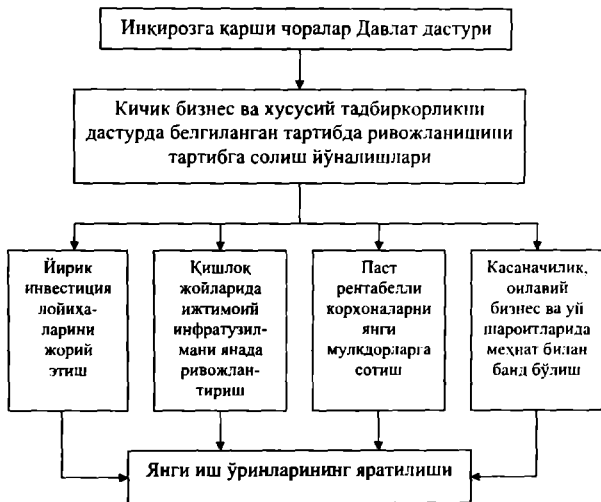 Инқирозга қарши чоралар Давлат дастури
Кичик бизнес ва хусусий тадбиркорликни
дастурда белгиланган тартибда ривожланишини
тартибга солиш йўналишлари
Йирик
инвестиция
лойиҳа-
ларини
жорий
этиш
Қишлоқ
жойларида
ижтимоий
инфратузил-
мани янада
ривожлан-
тириш
Паст
рентабелли
корхоналарни
янги
мулкдорларга
сотиш
Касаначилик,
оилавий
бизнес ва уй
шароитларида
меҳнат билан
банд бўлиш
Янги иш ўринларининг яратилиши